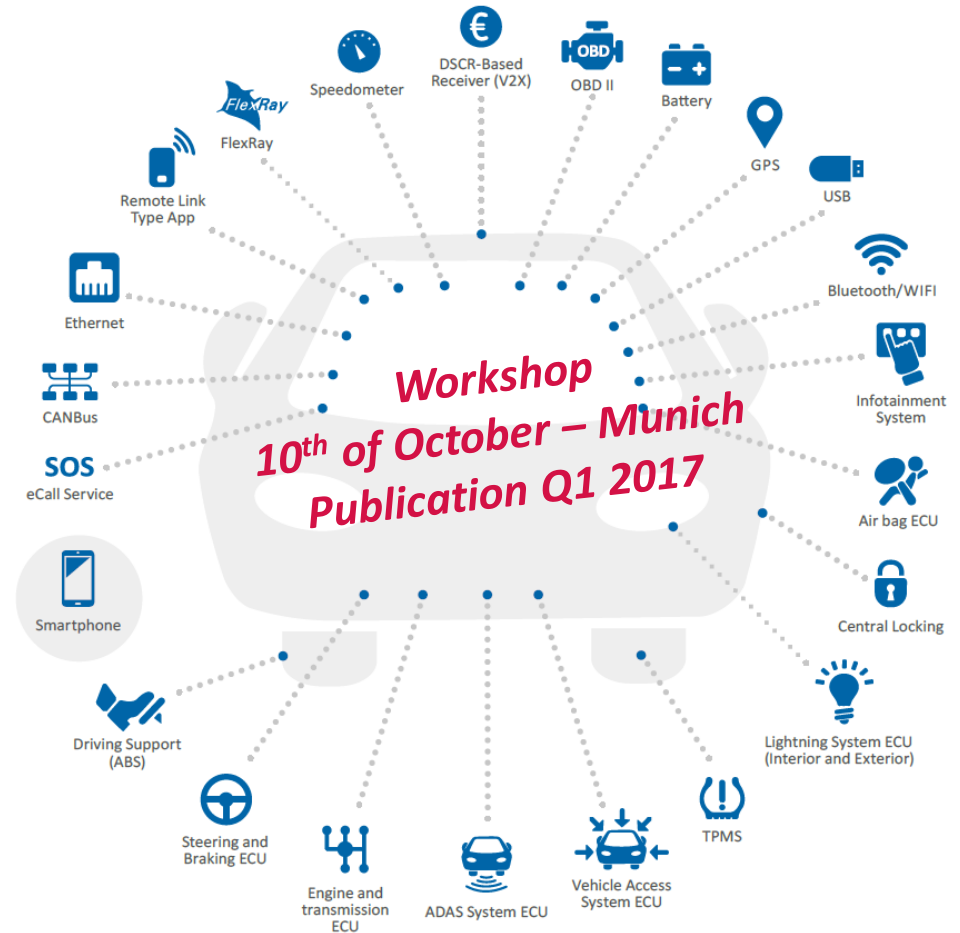 €
DSCR-Based
Receiver (V2X)
OBD
OBD II
Battery
GPS
USB
Bluetooth/WIFI
Infotainment
System
Air bag ECU
Central Locking
Lightning System ECU
(Interior and Exterior)
TPMS
Vehicle Access
System ECU
ADAS System ECU
Engine and
transmission
ECU
Steering and
Braking ECU
Driving Support
(ABS)
Smartphone
SOS
eCall Service
CANBus
Ethernet
Remote Link
Type App
FlexRay
FlexRay
Speedometer
Workshop
10th of October – Munich
Publication Q1 2017